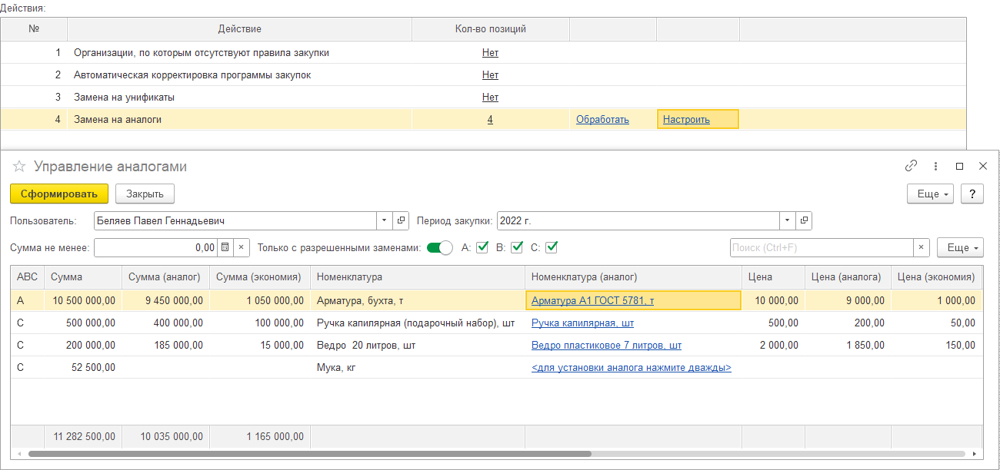 Действия:
№ Действие Кол-во позиций
1 Организации, по которым отсутствуют правила закупки Нет
2 Автоматическая корректировка программы закупок Нет
3 Замена на унификаты Нет
4 Замена на аналоги 4 Обработать Настроить
Управление аналогами
Сформировать Закрыть Еще ?
Пользователь: Беляев Павел Геннадьевич Период закупки: 2022 г.
Сумма не менее: 0,00 Только с разрешенными заменами: A: B: C: Поиск (Ctrl+F) Еще
ABC Сумма Сумма (аналог) Сумма (экономия) Номенклатура Номенклатура (аналог) Цена Цена (аналога) Цена (экономия)
A 10 500 000,00 9 450 000,00 1 050 000,00 Арматура, бухта, т Арматура А1 ГОСТ 5781, т 10 000,00 9 000,00 1 000,00
C 500 000,00 400 000,00 100 000,00 Ручка капилярная (подарочный набор), шт Ручка капилярная, шт 500,00 200,00 50,00
C 200 000,00 185 000,00 15 000,00 Ведро 20 литров, шт Ведро пластиковое 7 литров, шт 2 000,00 1 850,00 150,00
C 52 500,00 Мука, кг <для установки аналога нажмите дважды>
11 282 500,00 10 035 000,00 1 165 000,00